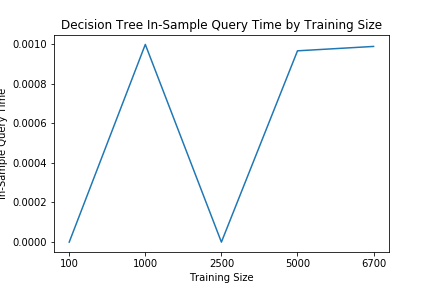 Decision Tree In-Sample Query Time by Training Size
In-Sample Query Time
0.0010
0.0008
0.0006
0.0004
0.0002
0.0000
100 1000 2500 5000 6700
Training Size